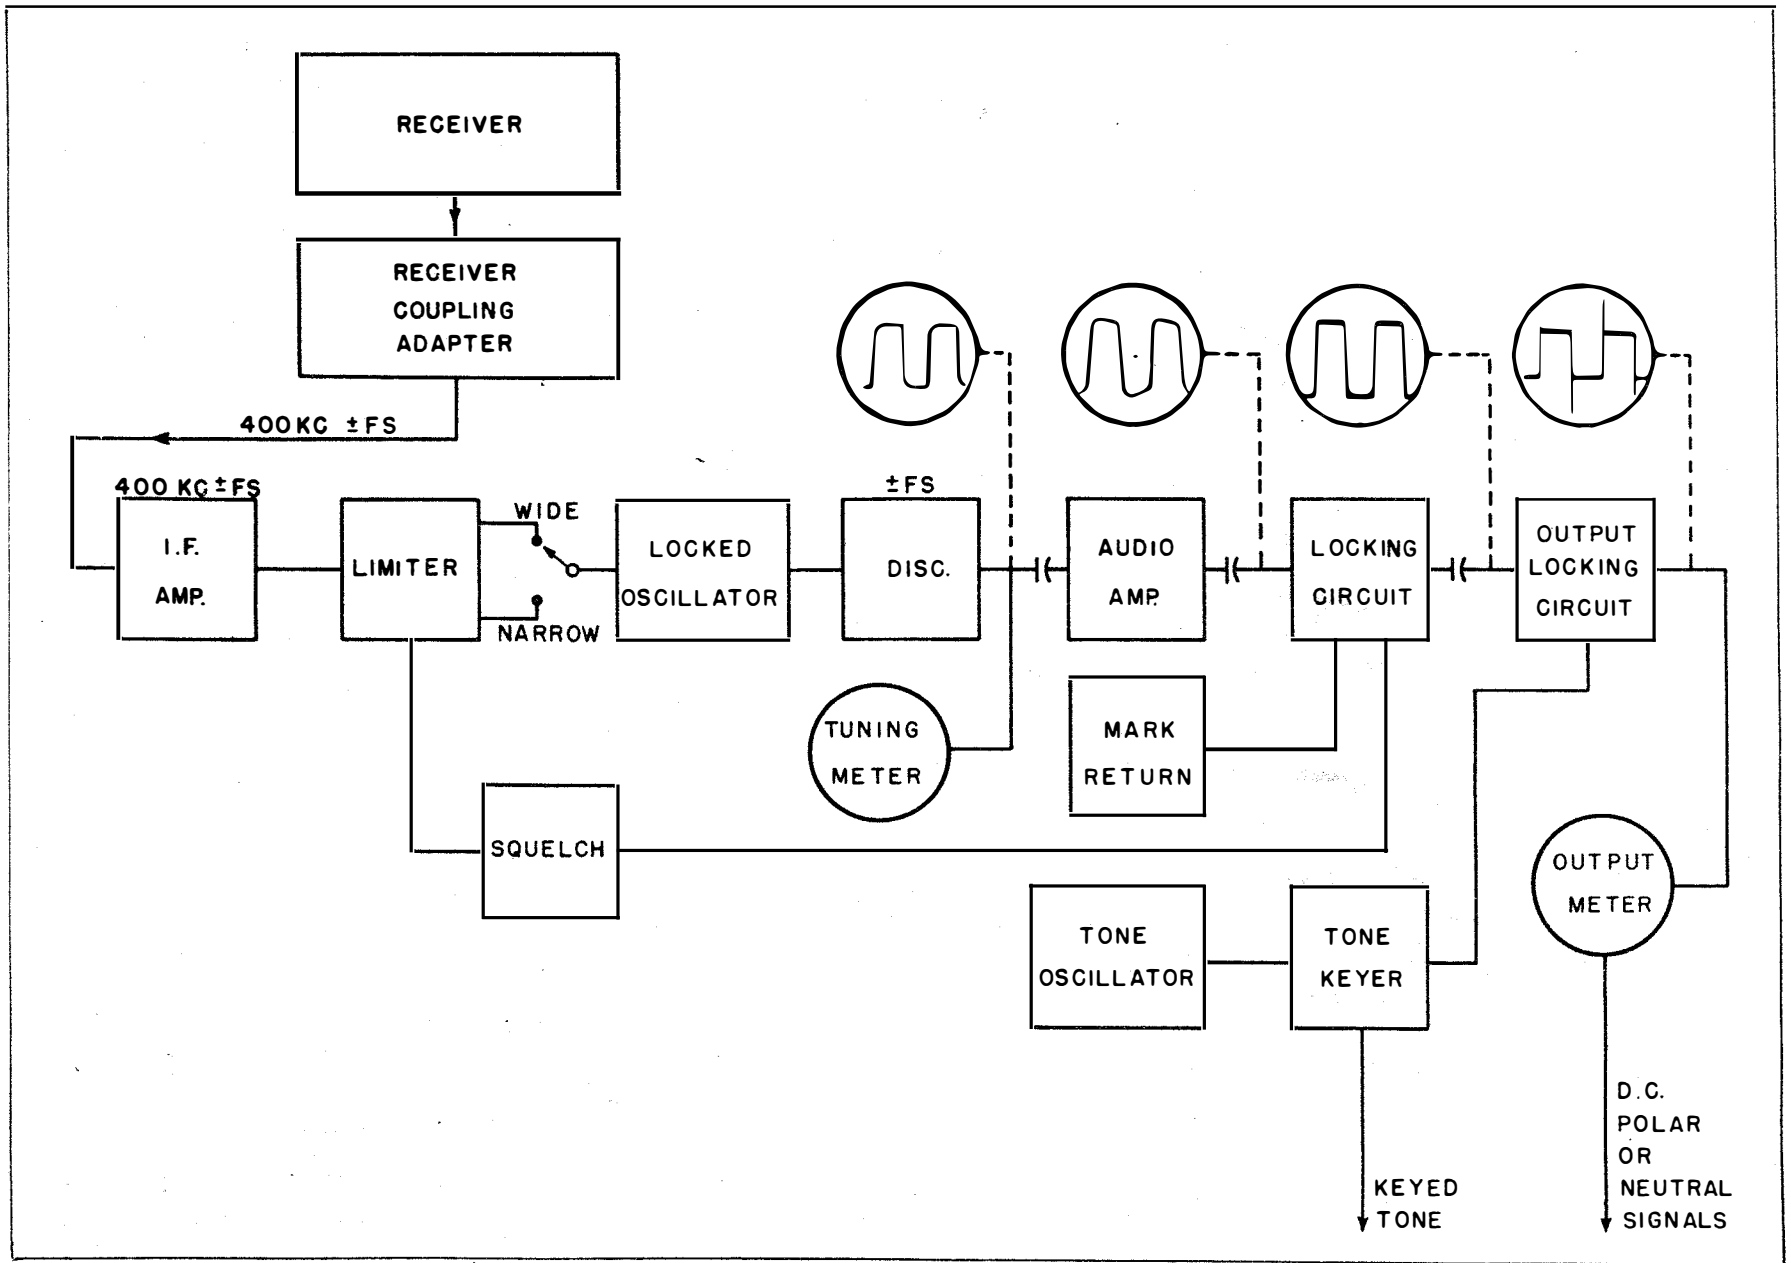 RECEIVER
RECEIVER
COUPLING
ADAPTER
400KC ±FS
400 KC ±FS
I.F.
AMP.
LIMITER
WIDE
NARROW
LOCKED
OSCILLATOR
±FS
DISC.
AUDIO
AMP.
LOCKING
CIRCUIT
OUTPUT
LOCKING
CIRCUIT
TUNING
METER
MARK
RETURN
SQUELCH
OUTPUT
METER
TONE
OSCILLATOR
TONE
KEYER
KEYED
TONE
D.C.
POLAR
OR
NEUTRAL
SIGNALS